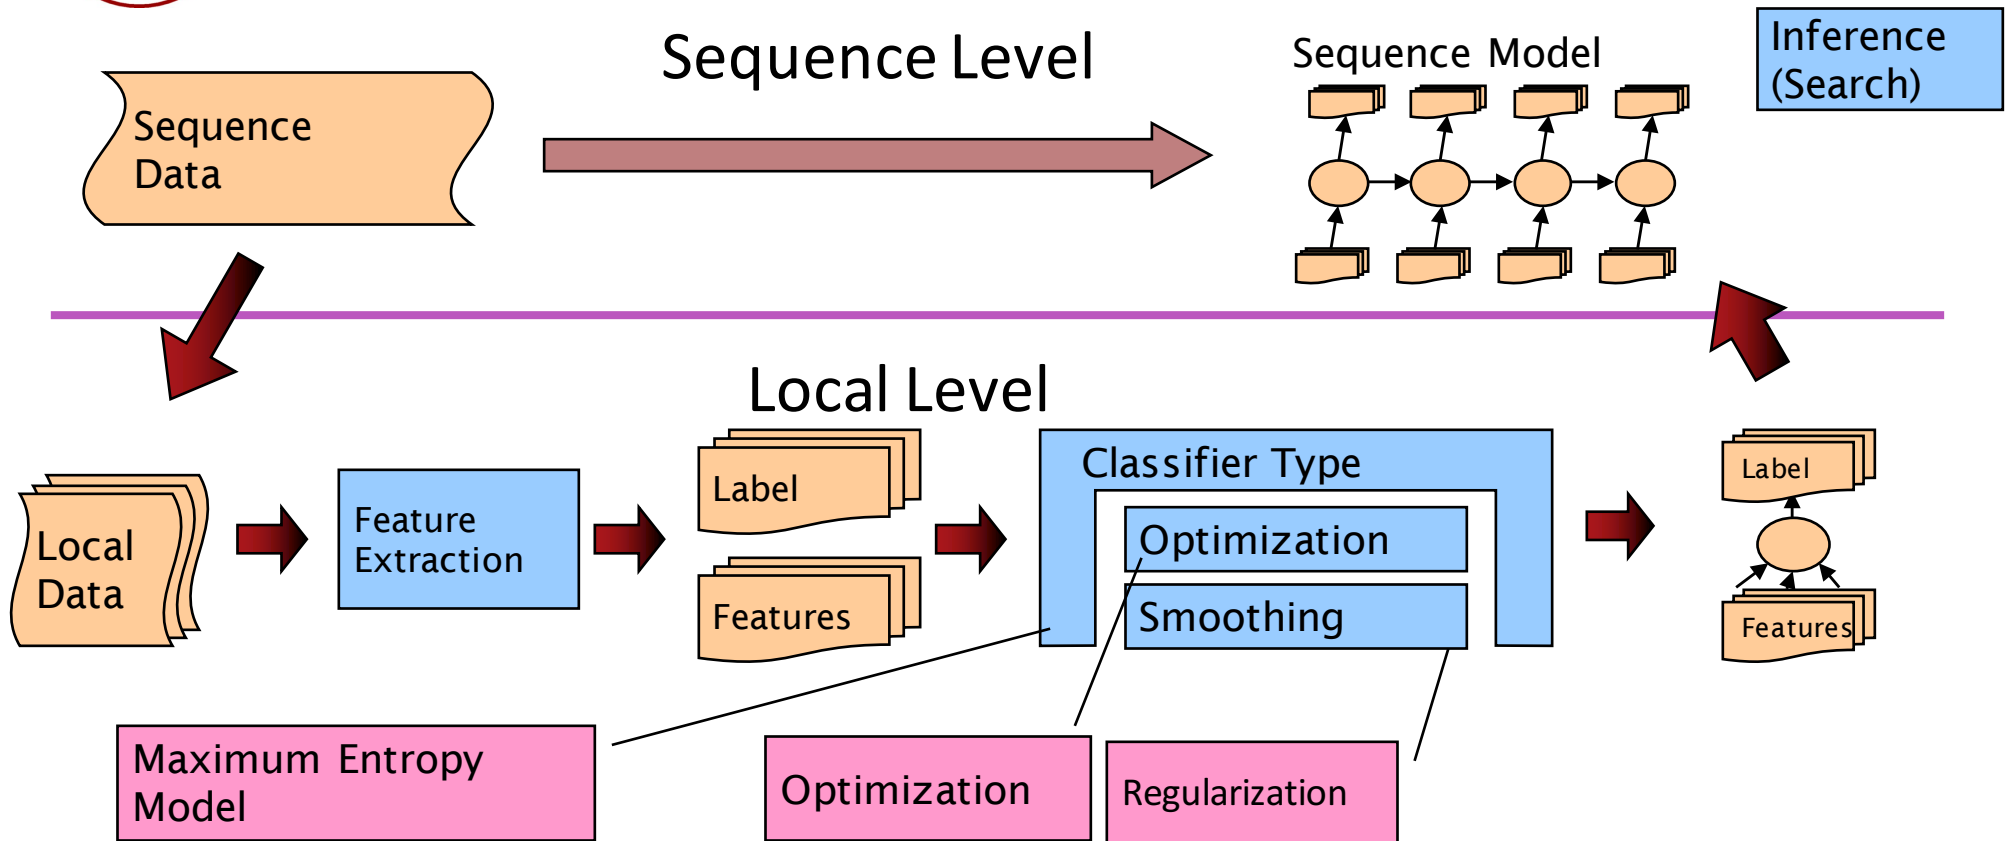 Sequence Level
Sequence Model
Inference
(Search)
Sequence
Data
Local Level
Local
Data
Feature
Extraction
Label
Features
Classifier Type
Optimization
Smoothing
Label
Features
Maximum Entropy
Model
Optimization
Regularization